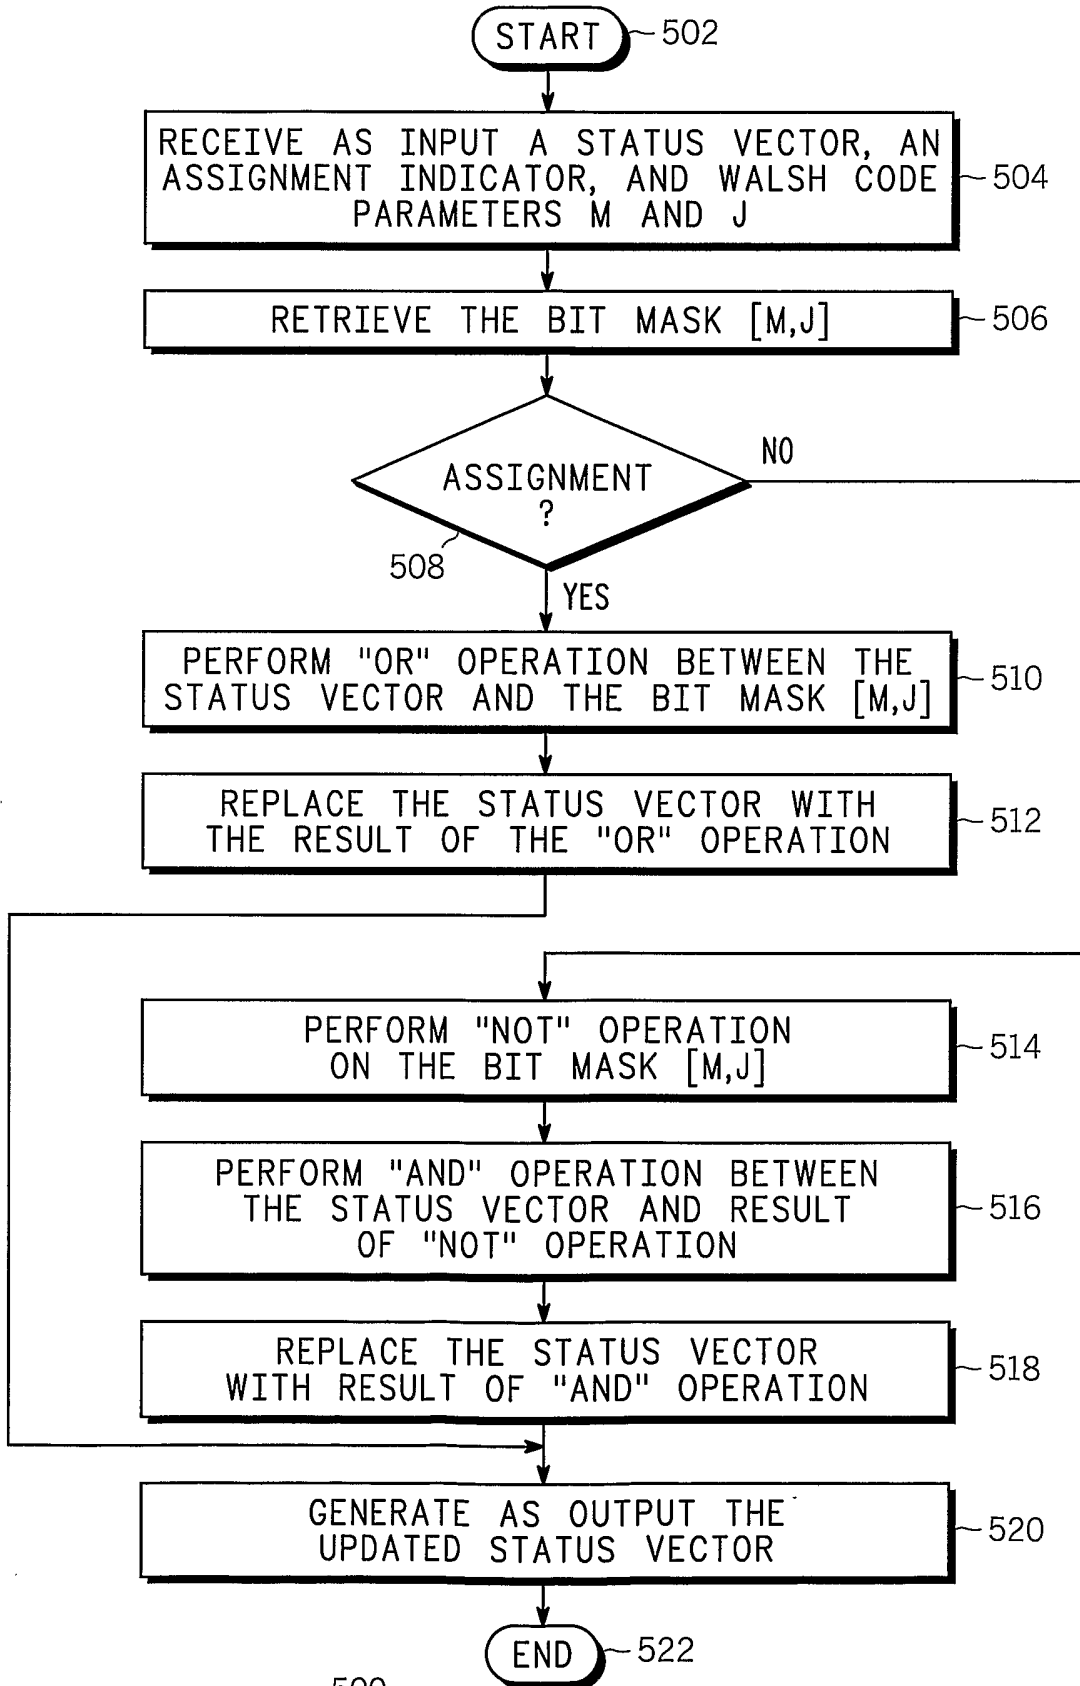 START
502
RECEIVE AS INPUT A STATUS VECTOR, AN
ASSIGNMENT INDICATOR, AND WALSH CODE
PARAMETERS M AND J
504
RETRIEVE THE BIT MASK [M,J]
506
ASSIGNMENT
?
NO
508
YES
PERFORM "OR" OPERATION BETWEEN THE
STATUS VECTOR AND THE BIT MASK [M,J]
510
REPLACE THE STATUS VECTOR WITH
THE RESULT OF THE "OR" OPERATION
512
PERFORM "NOT" OPERATION
ON THE BIT MASK [M,J]
514
PERFORM "AND" OPERATION BETWEEN
THE STATUS VECTOR AND RESULT
OF "NOT" OPERATION
516
REPLACE THE STATUS VECTOR
WITH RESULT OF "AND" OPERATION
518
GENERATE AS OUTPUT THE
UPDATED STATUS VECTOR
520
END
522